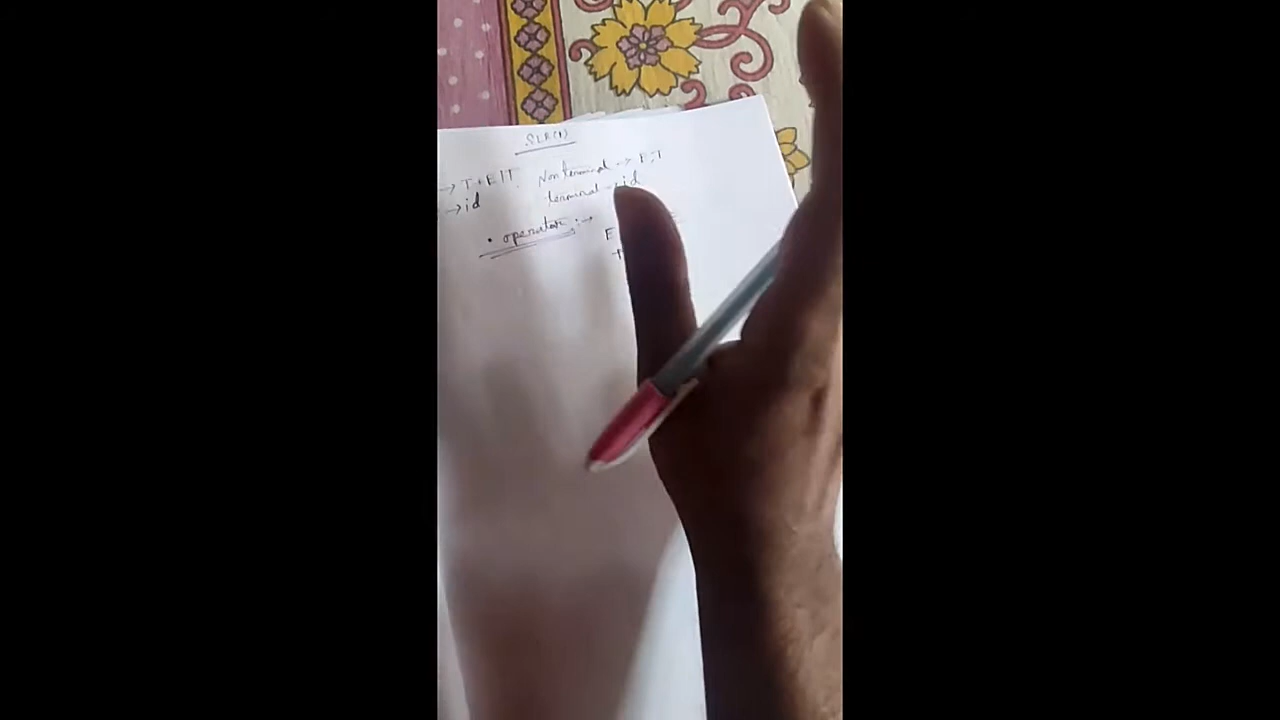 SLR(1)
→ T+E|T Non terminal → E,T
→ id terminal → id
• operator :→ E